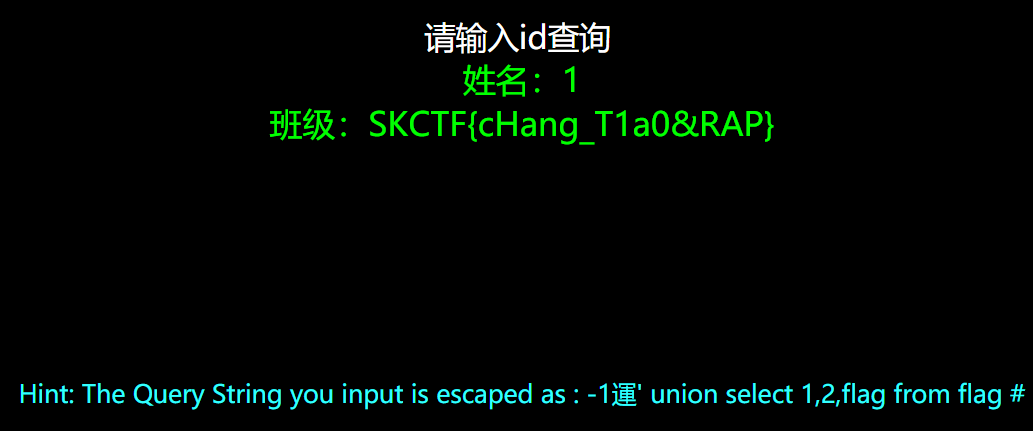 请输入id查询
姓名：1
班级：SKCTF{cHang_T1a0&RAP}
Hint: The Query String you input is escaped as : -1運' union select 1,2,flag from flag #